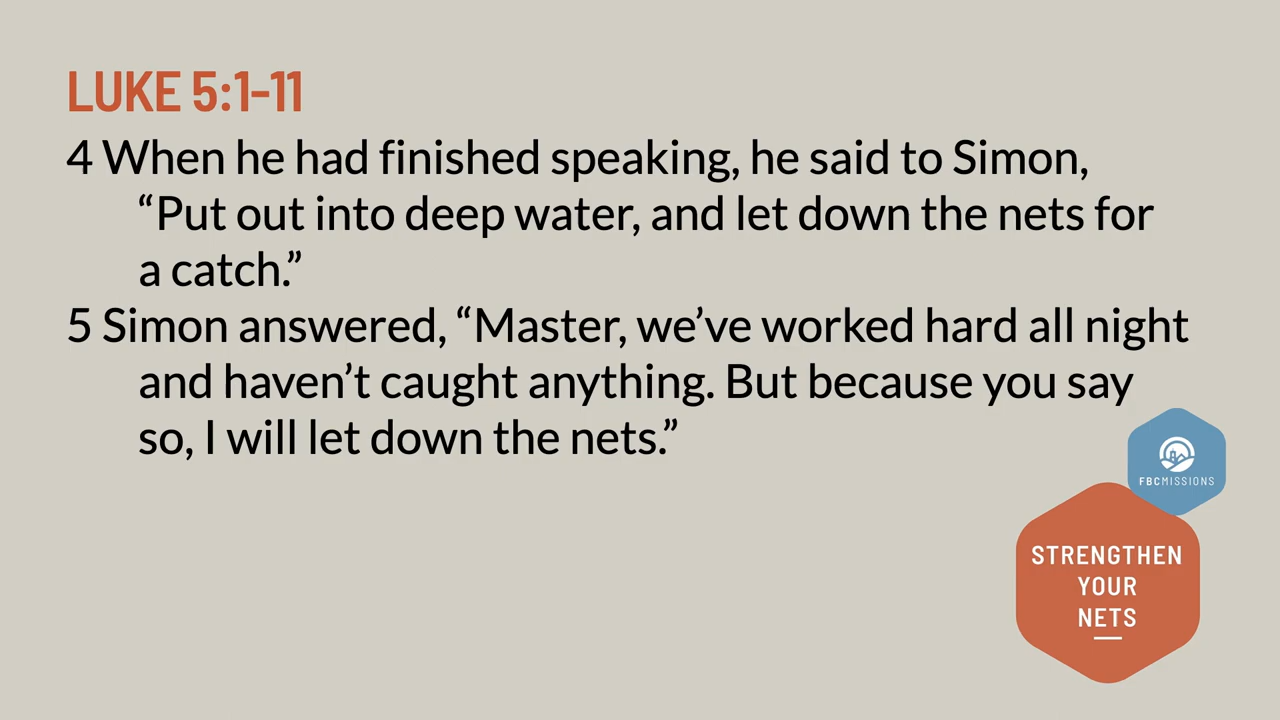 LUKE 5:1-11
4 When he had finished speaking, he said to Simon,
“Put out into deep water, and let down the nets for
a catch.”
5 Simon answered, “Master, we’ve worked hard all night
and haven’t caught anything. But because you say
so, I will let down the nets.”
FBCMISSIONS
STRENGTHEN
YOUR
NETS